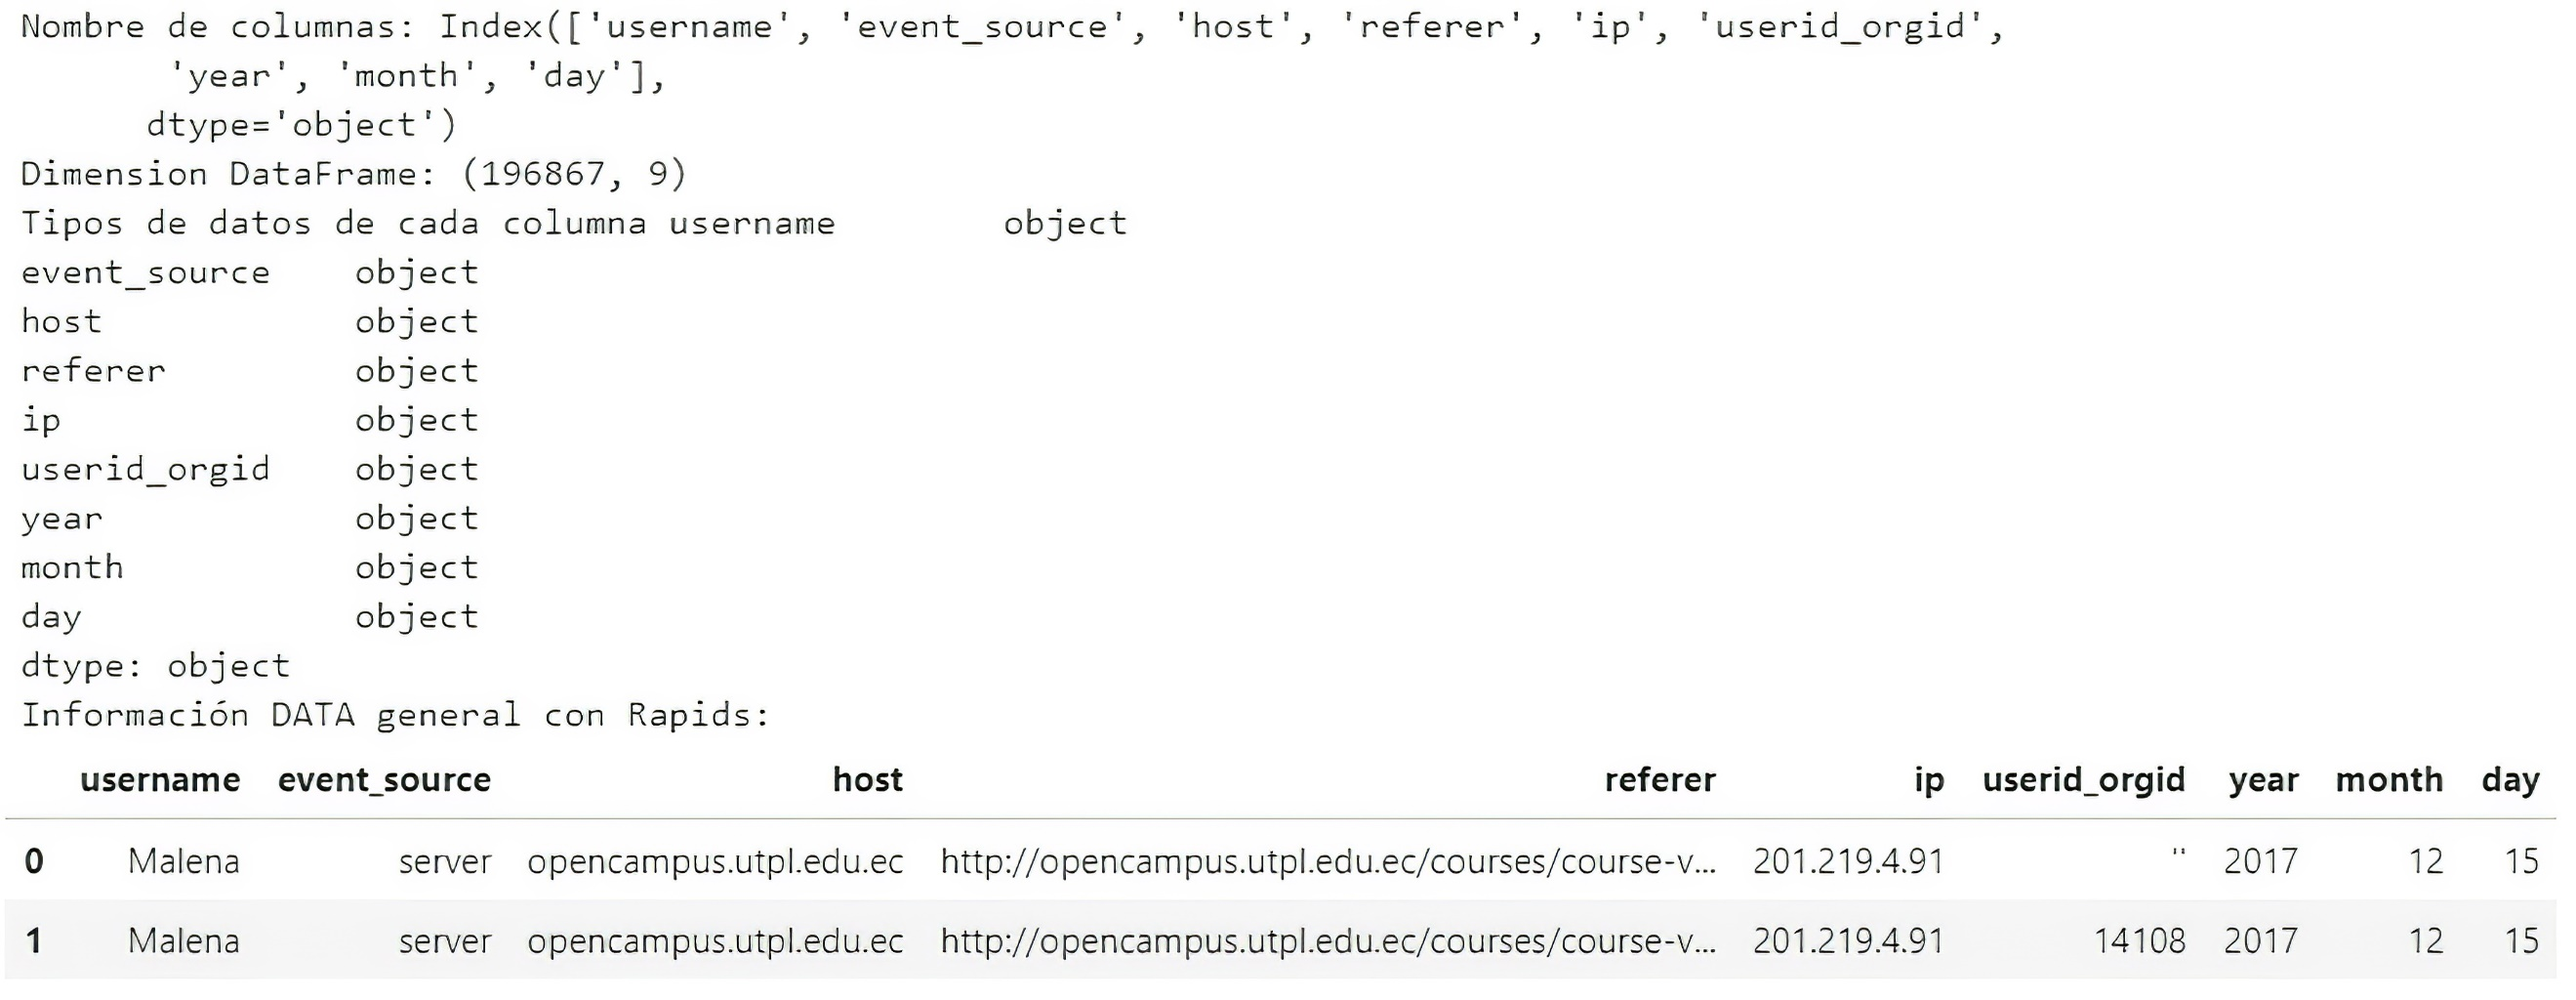 Nombre de columnas: Index(['username', 'event_source', 'host', 'referer', 'ip', 'userid_orgid',
'year', 'month', 'day'],
dtype='object')
Dimension DataFrame: (196867, 9)
Tipos de datos de cada columna username object
event_source object
host object
referer object
ip object
userid_orgid object
year object
month object
day object
dtype: object
Información DATA general con Rapids:
username event_source host referer ip userid_orgid year month day
0 Malena server opencampus.utpl.edu.ec http://opencampus.utpl.edu.ec/courses/course-v... 201.219.4.91 '' 2017 12 15
1 Malena server opencampus.utpl.edu.ec http://opencampus.utpl.edu.ec/courses/course-v... 201.219.4.91 14108 2017 12 15